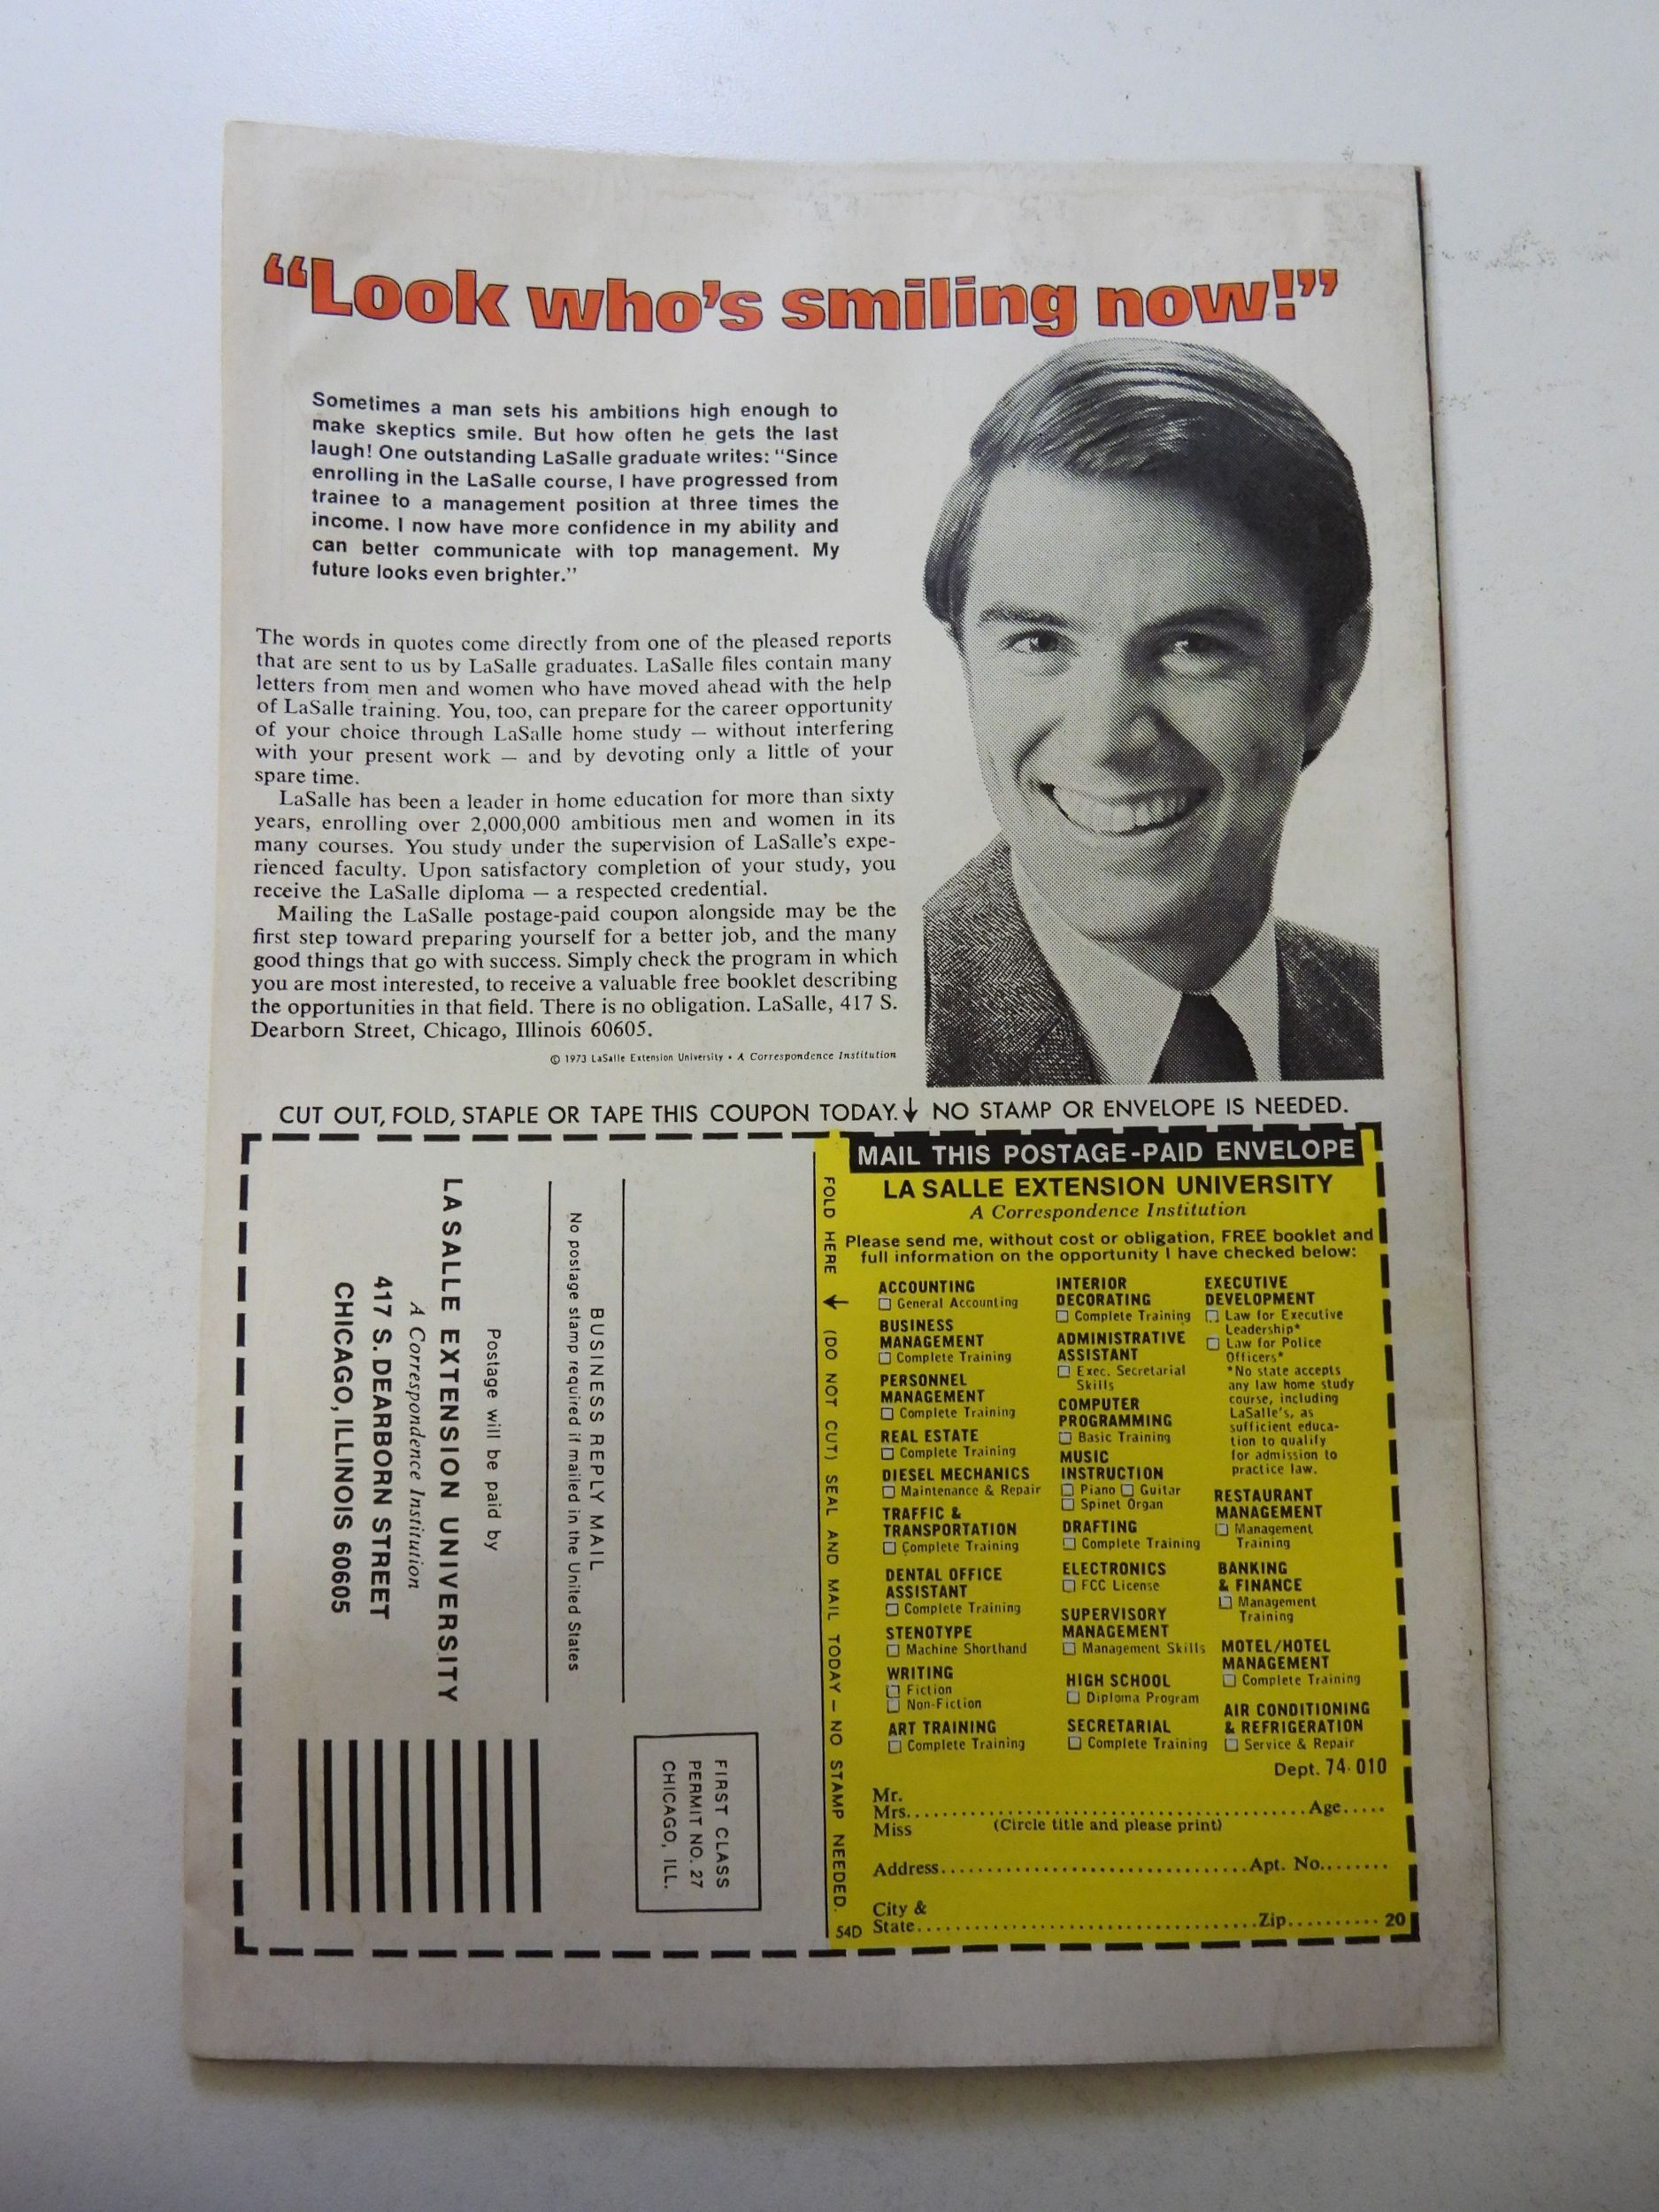 “Look who’s smiling now!”
Sometimes a man sets his ambitions high enough to
make skeptics smile. But how often he gets the last
laugh! One outstanding LaSalle graduate writes: “Since
enrolling in the LaSalle course, I have progressed from
trainee to a management position at three times the
income. I now have more confidence in my ability and
can better communicate with top management. My
future looks even brighter.”
The words in quotes come directly from one of the pleased reports
that are sent to us by LaSalle graduates. LaSalle files contain many
letters from men and women who have moved ahead with the help
of LaSalle training. You, too, can prepare for the career opportunity
of your choice through LaSalle home study — without interfering
with your present work — and by devoting only a little of your
spare time.
LaSalle has been a leader in home education for more than sixty
years, enrolling over 2,000,000 ambitious men and women in its
many courses. You study under the supervision of LaSalle’s expe-
rienced faculty. Upon satisfactory completion of your study, you
receive the LaSalle diploma — a respected credential.
Mailing the LaSalle postage-paid coupon alongside may be the
first step toward preparing yourself for a better job, and the many
good things that go with success. Simply check the program in which
you are most interested, to receive a valuable free booklet describing
the opportunities in that field. There is no obligation. LaSalle, 417 S.
Dearborn Street, Chicago, Illinois 60605.
© 1973 LaSalle Extension University • A Correspondence Institution
CUT OUT, FOLD, STAPLE OR TAPE THIS COUPON TODAY.↓ NO STAMP OR ENVELOPE IS NEEDED.
FIRST CLASS
PERMIT NO. 27
CHICAGO, ILL.
BUSINESS REPLY MAIL
No postage stamp required if mailed in the United States
Postage will be paid by
LA SALLE EXTENSION UNIVERSITY
A Correspondence Institution
417 S. DEARBORN STREET
CHICAGO, ILLINOIS 60605
FOLD HERE ↓ (DO NOT CUT) SEAL AND MAIL TODAY — NO STAMP NEEDED.
MAIL THIS POSTAGE-PAID ENVELOPE
LA SALLE EXTENSION UNIVERSITY
A Correspondence Institution
Please send me, without cost or obligation, FREE booklet and
full information on the opportunity I have checked below:
ACCOUNTING
☐ General Accounting
BUSINESS
MANAGEMENT
☐ Complete Training
PERSONNEL
MANAGEMENT
☐ Complete Training
REAL ESTATE
☐ Complete Training
DIESEL MECHANICS
☐ Maintenance & Repair
TRAFFIC &
TRANSPORTATION
☐ Complete Training
DENTAL OFFICE
ASSISTANT
☐ Complete Training
STENOTYPE
☐ Machine Shorthand
WRITING
☐ Fiction
☐ Non-Fiction
ART TRAINING
☐ Complete Training
INTERIOR
DECORATING
☐ Complete Training
ADMINISTRATIVE
ASSISTANT
☐ Exec. Secretarial
Skills
COMPUTER
PROGRAMMING
☐ Basic Training
MUSIC
INSTRUCTION
☐ Piano ☐ Guitar
☐ Spinet Organ
DRAFTING
☐ Complete Training
ELECTRONICS
☐ FCC License
SUPERVISORY
MANAGEMENT
☐ Management Skills
HIGH SCHOOL
☐ Diploma Program
SECRETARIAL
☐ Complete Training
EXECUTIVE
DEVELOPMENT
☐ Law for Executive
Leadership*
☐ Law for Police
Officers*
*No state accepts
any law home study
course, including
LaSalle's, as
sufficient educa-
tion to qualify
for admission to
practice law.
RESTAURANT
MANAGEMENT
☐ Management
Training
BANKING
& FINANCE
☐ Management
Training
MOTEL/HOTEL
MANAGEMENT
☐ Complete Training
AIR CONDITIONING
& REFRIGERATION
☐ Service & Repair
Dept. 74-010
Mr.
Mrs. Age
Miss (Circle title and please print)
Address Apt. No.
City &
State Zip 20
54D